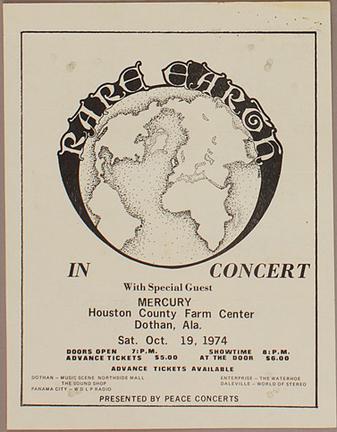 RARE EARTH
IN CONCERT
With Special Guest
MERCURY
Houston County Farm Center
Dothan, Ala.
Sat. Oct. 19, 1974
DOORS OPEN 7:P.M. SHOWTIME 8:P.M.
ADVANCE TICKETS $5.00 AT THE DOOR $6.00
ADVANCE TICKETS AVAILABLE
DOTHAN – MUSIC SCENE NORTHSIDE MALL ENTERPRISE – THE WATERHOE
THE SOUND SHOP DALEVILLE – WORLD OF STEREO
PANAMA CITY – W D L P RADIO
PRESENTED BY PEACE CONCERTS